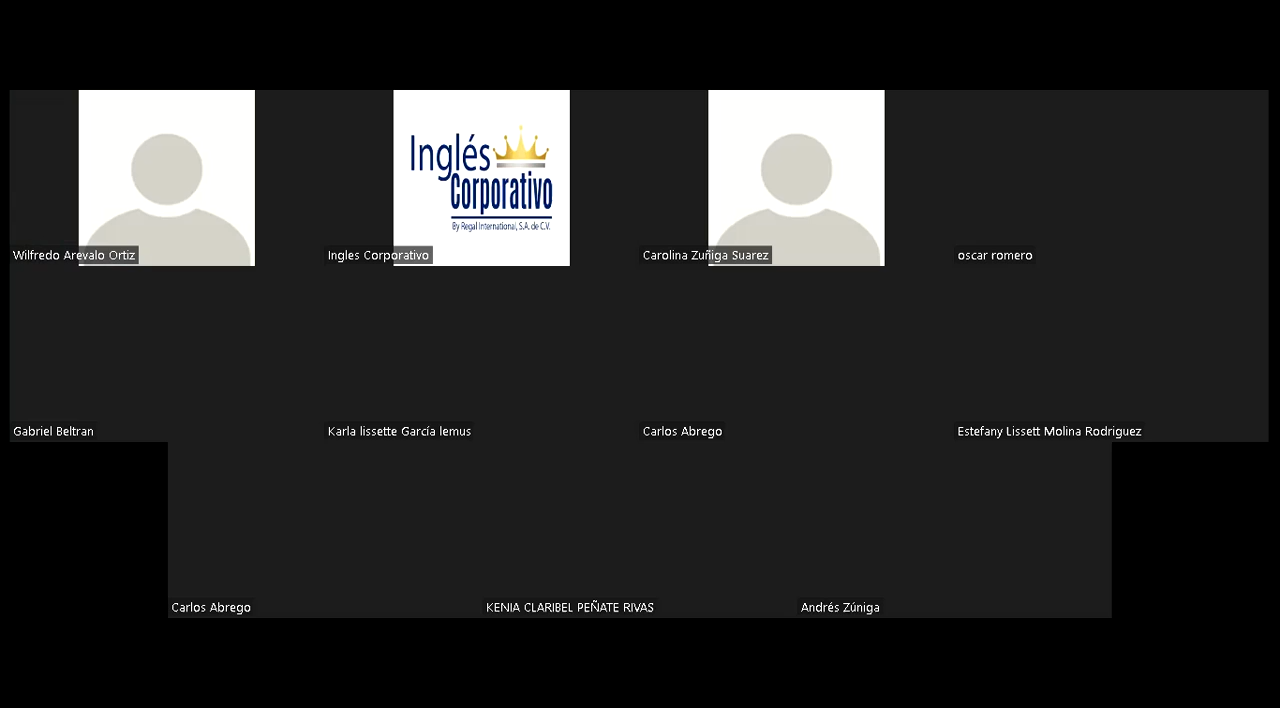 Inglés
Corporativo
By Regal International, S.A. de C.V.
Wilfredo Arevalo Ortiz
Ingles Corporativo
Carolina Zuñiga Suarez
oscar romero
Gabriel Beltran
Karla lissette García lemus
Carlos Abrego
Estefany Lissett Molina Rodriguez
Carlos Abrego
KENIA CLARIBEL PEÑATE RIVAS
Andrés Zúniga